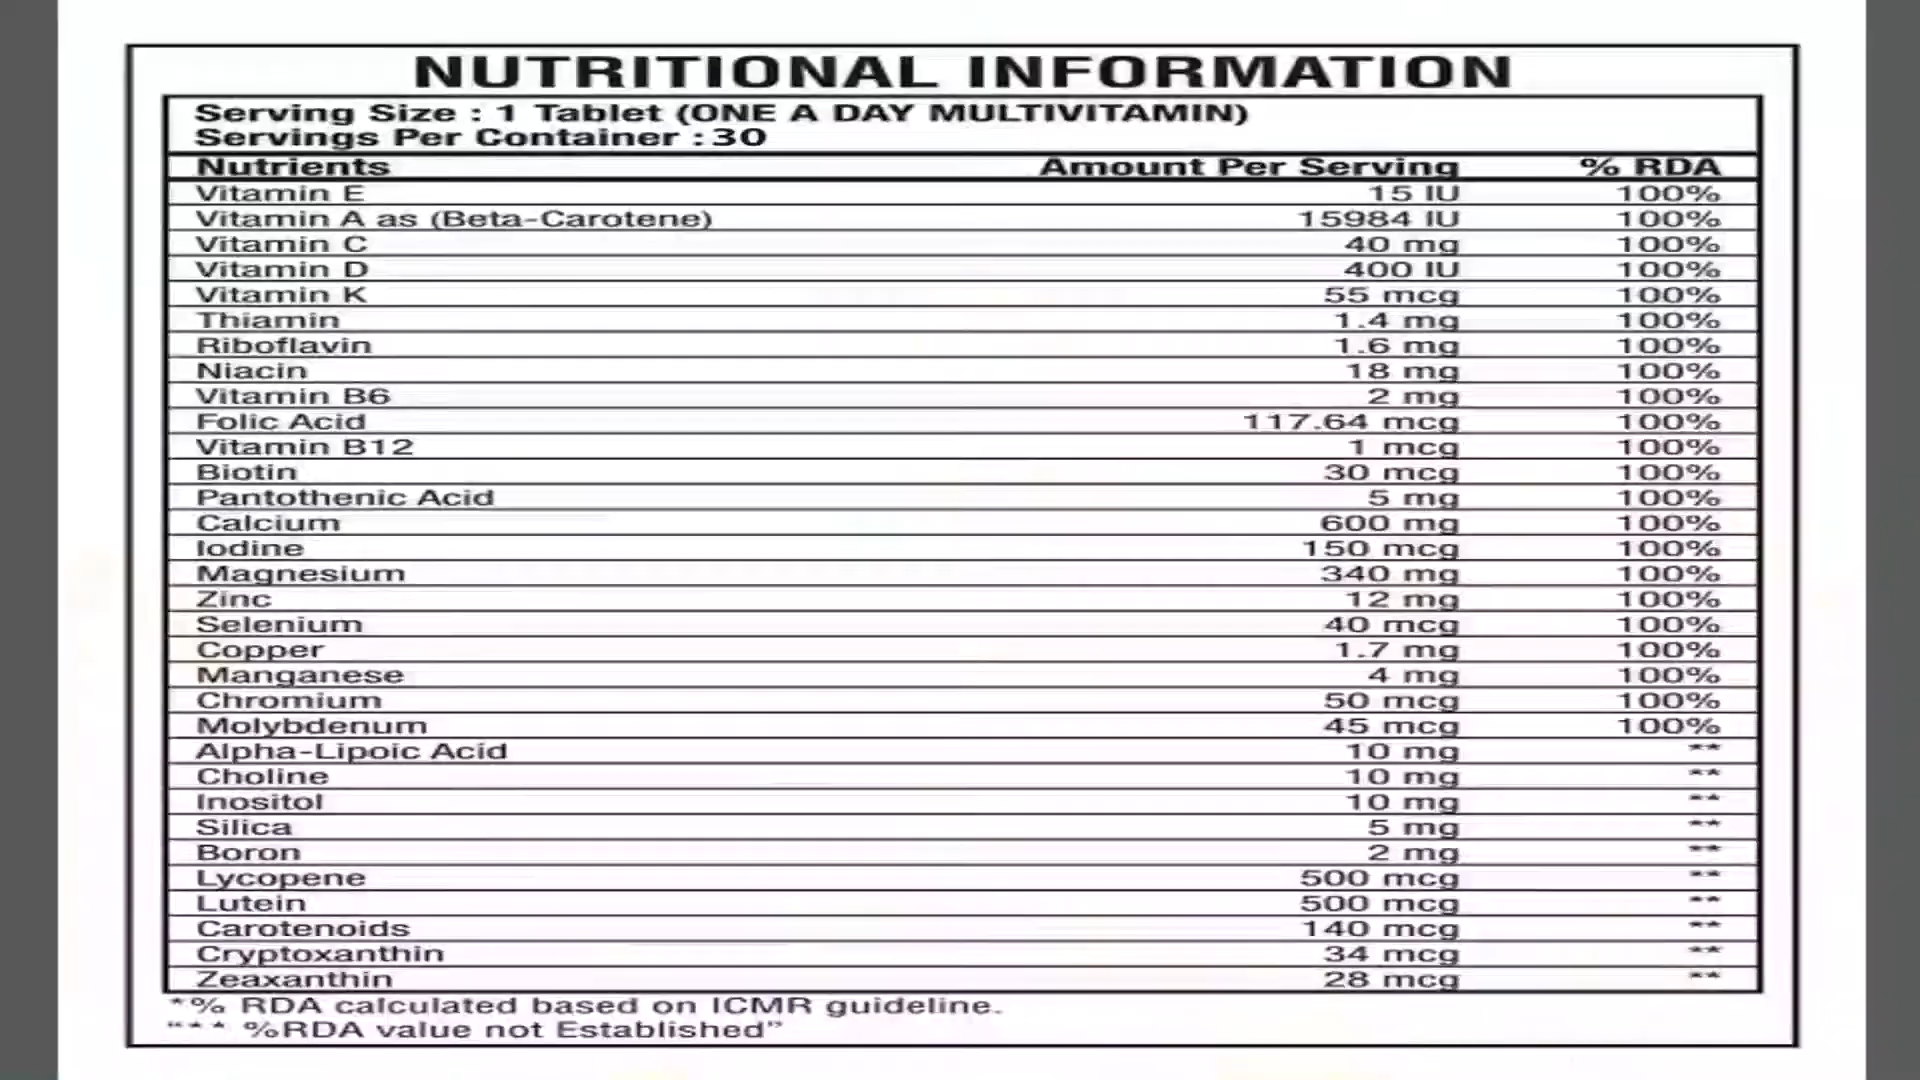 NUTRITIONAL INFORMATION
Serving Size : 1 Tablet (ONE A DAY MULTIVITAMIN)
Servings Per Container : 30
Nutrients Amount Per Serving % RDA
Vitamin E 15 IU 100%
Vitamin A as (Beta-Carotene) 15984 IU 100%
Vitamin C 40 mg 100%
Vitamin D 400 IU 100%
Vitamin K 55 mcg 100%
Thiamin 1.4 mg 100%
Riboflavin 1.6 mg 100%
Niacin 18 mg 100%
Vitamin B6 2 mg 100%
Folic Acid 117.64 mcg 100%
Vitamin B12 1 mcg 100%
Biotin 30 mcg 100%
Pantothenic Acid 5 mg 100%
Calcium 600 mg 100%
Iodine 150 mcg 100%
Magnesium 340 mg 100%
Zinc 12 mg 100%
Selenium 40 mcg 100%
Copper 1.7 mg 100%
Manganese 4 mg 100%
Chromium 50 mcg 100%
Molybdenum 45 mcg 100%
Alpha-Lipoic Acid 10 mg **
Choline 10 mg **
Inositol 10 mg **
Silica 5 mg **
Boron 2 mg **
Lycopene 500 mcg **
Lutein 500 mcg **
Carotenoids 140 mcg **
Cryptoxanthin 34 mcg **
Zeaxanthin 28 mcg **
*% RDA calculated based on ICMR guideline.
"*** %RDA value not Established"